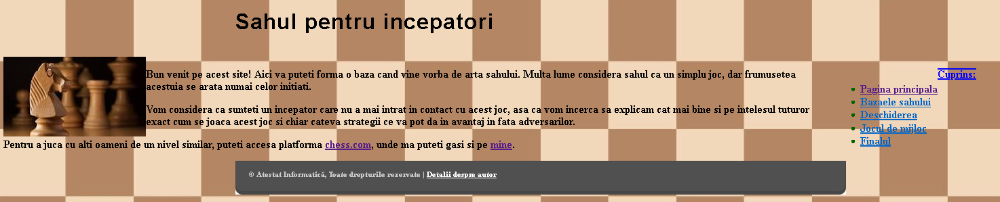 Sahul pentru incepatori
Bun venit pe acest site! Aici va puteti forma o baza cand vine vorba de arta sahului. Multa lume considera sahul ca un simplu joc, dar frumusetea
acestuia se arata numai celor initiati.
Vom considera ca sunteti un incepator care nu a mai intrat in contact cu acest joc, asa ca vom incerca sa explicam cat mai bine si pe intelesul tuturor
exact cum se joaca acest joc si chiar cateva strategii ce va pot da in avantaj in fata adversarilor.
Pentru a juca cu alti oameni de un nivel similar, puteti accesa platforma chess.com, unde ma puteti gasi si pe mine.
Cuprins:
Pagina principala
Bazaele sahului
Deschiderea
Jocul de mijloc
Finalul
© Atestat Informatică, Toate drepturile rezervate | Detalii despre autor